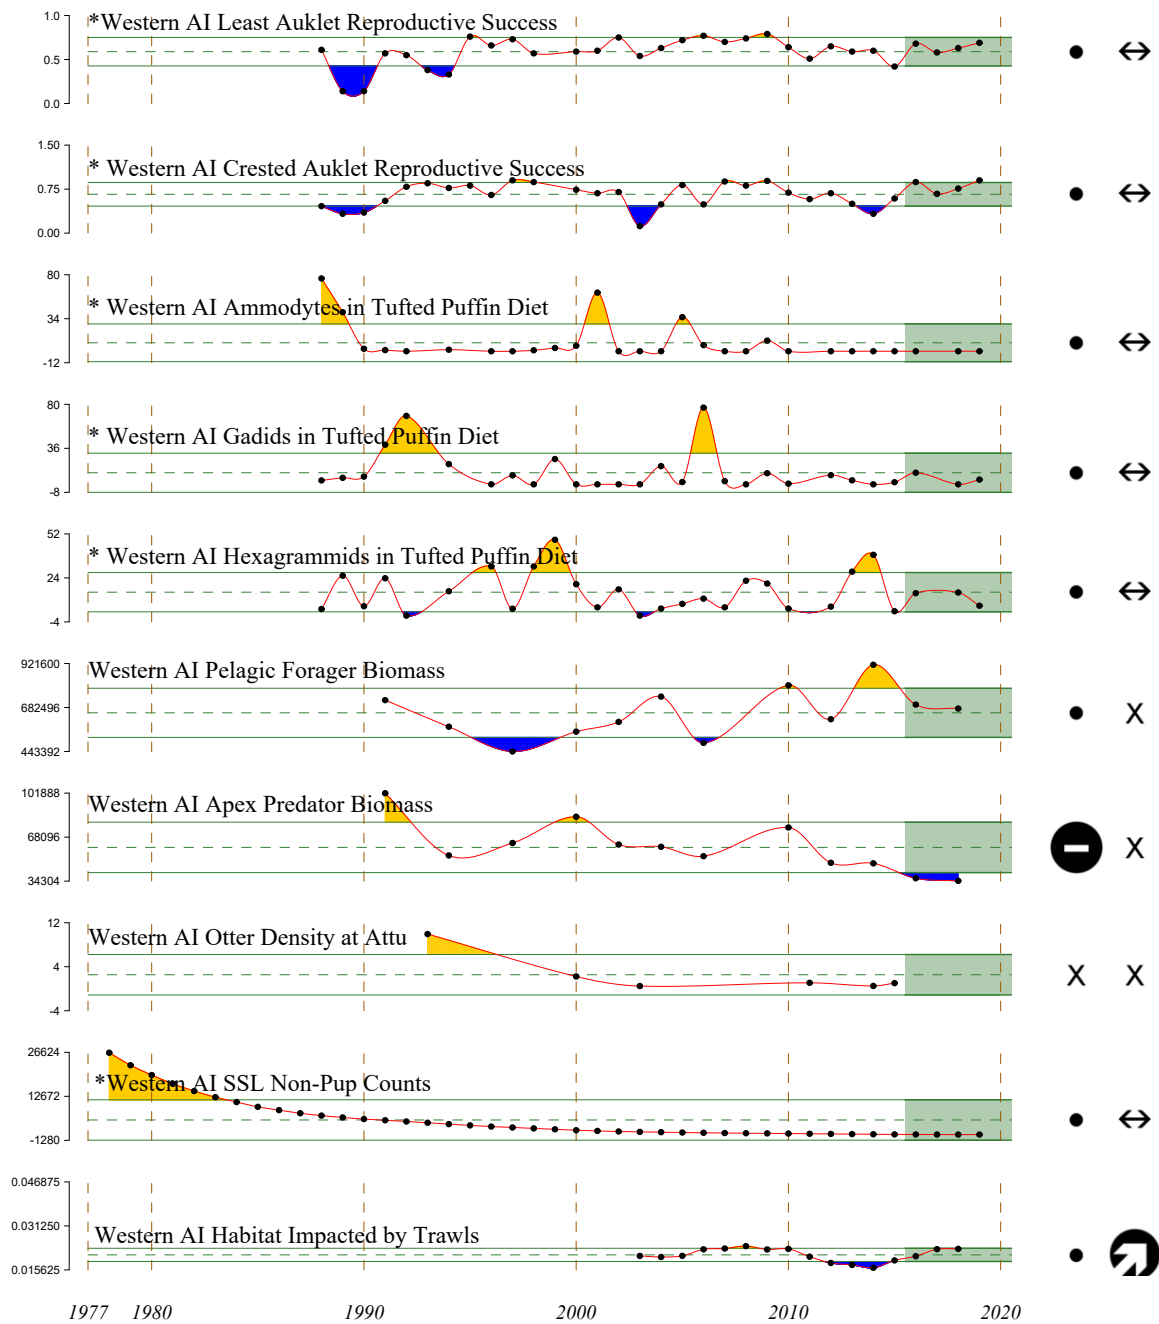 *Western AI Least Auklet Reproductive Success
1.0
0.5
0.0
* Western AI Crested Auklet Reproductive Success
1.50
0.75
0.00
* Western AI Ammodytes in Tufted Puffin Diet
80
34
-12
* Western AI Gadids in Tufted Puffin Diet
80
36
-8
* Western AI Hexagrammids in Tufted Puffin Diet
52
24
-4
Western AI Pelagic Forager Biomass
921600
682496
443392
X
Western AI Apex Predator Biomass
101888
68096
34304
X
Western AI Otter Density at Attu
12
4
-4
X X
*Western AI SSL Non-Pup Counts
26624
12672
-1280
Western AI Habitat Impacted by Trawls
0.046875
0.031250
0.015625
1977 1980 1990 2000 2010 2020